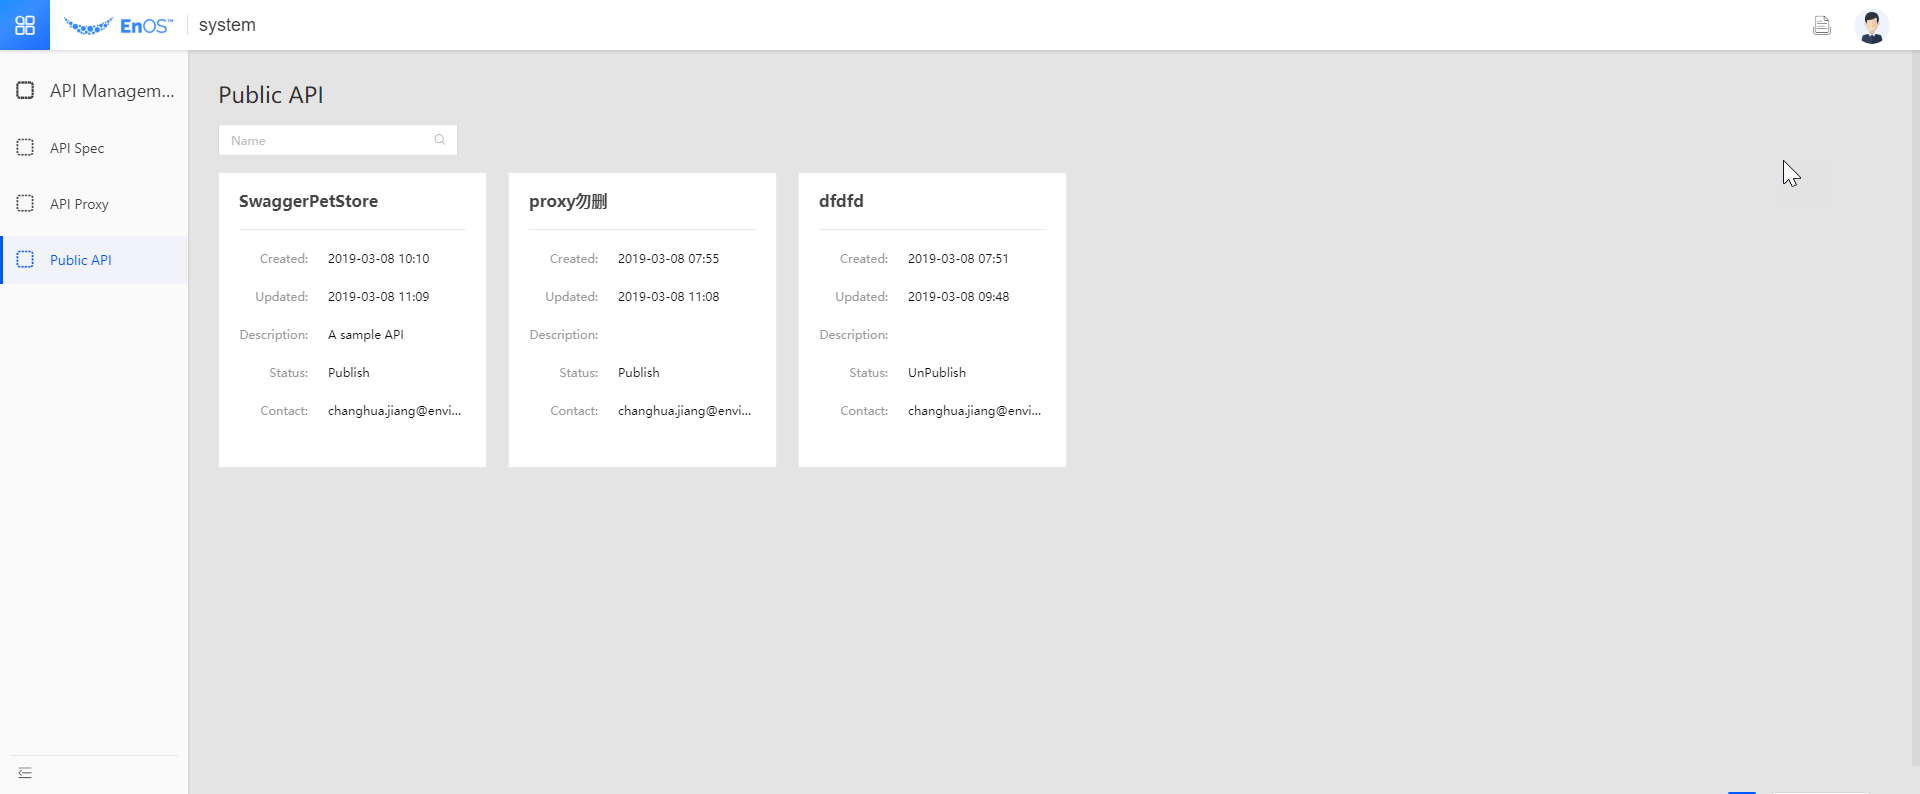 EnOS™ system
API Managem...
API Spec
API Proxy
Public API
Public API
Name
SwaggerPetStore
Created: 2019-03-08 10:10
Updated: 2019-03-08 11:09
Description: A sample API
Status: Publish
Contact: changhua.jiang@envi...
proxy勿删
Created: 2019-03-08 07:55
Updated: 2019-03-08 11:08
Description:
Status: Publish
Contact: changhua.jiang@envi...
dfdfd
Created: 2019-03-08 07:51
Updated: 2019-03-08 09:48
Description:
Status: UnPublish
Contact: changhua.jiang@envi...